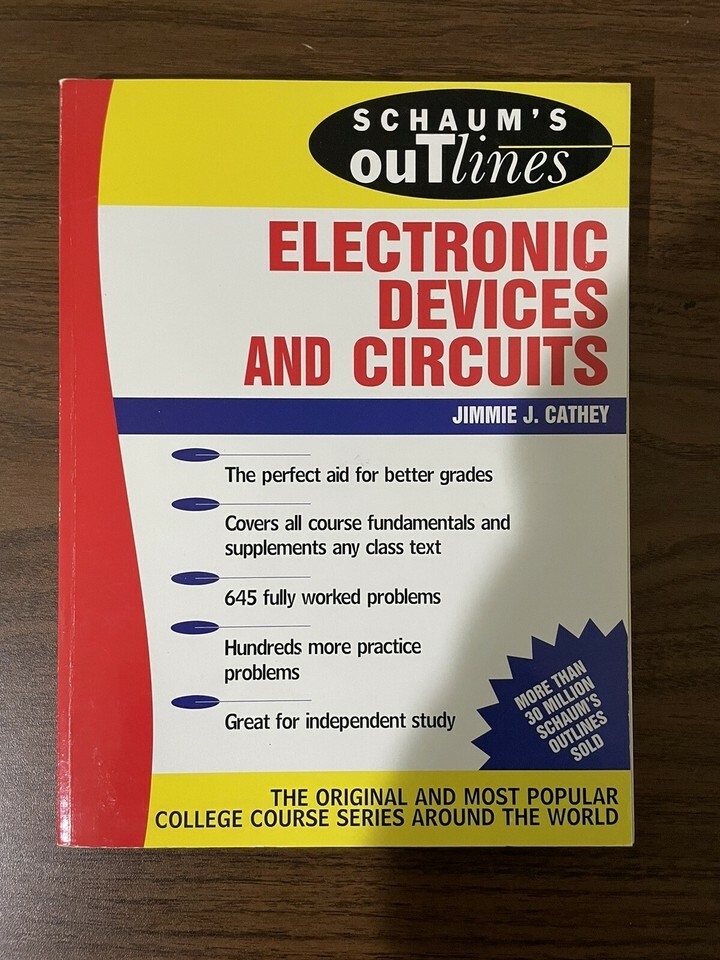 SCHAUM'S
ouTlines
ELECTRONIC
DEVICES
AND CIRCUITS
JIMMIE J. CATHEY
The perfect aid for better grades
Covers all course fundamentals and
supplements any class text
645 fully worked problems
Hundreds more practice
problems
Great for independent study
MORE THAN
30 MILLION
SCHAUM'S
OUTLINES
SOLD
THE ORIGINAL AND MOST POPULAR
COLLEGE COURSE SERIES AROUND THE WORLD